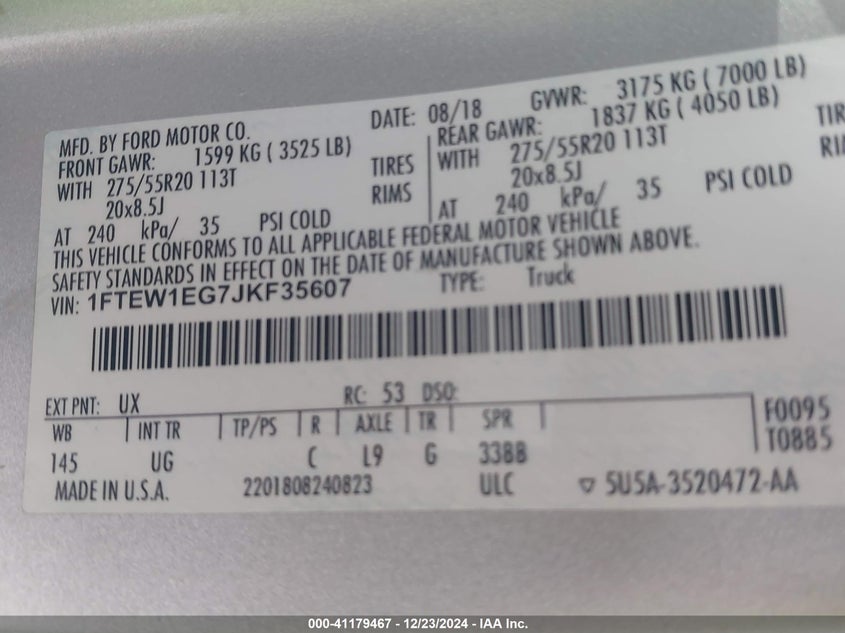 MFD. BY FORD MOTOR CO. DATE: 08/18 GVWR: 3175 KG ( 7000 LB)
FRONT GAWR: 1599 KG ( 3525 LB) REAR GAWR: 1837 KG ( 4050 LB)
WITH 275/55R20 113T TIRES WITH 275/55R20 113T TIR
20x8.5J RIMS 20x8.5J RI
AT 240 kPa/ 35 PSI COLD AT 240 kPa/ 35 PSI COLD
THIS VEHICLE CONFORMS TO ALL APPLICABLE FEDERAL MOTOR VEHICLE
SAFETY STANDARDS IN EFFECT ON THE DATE OF MANUFACTURE SHOWN ABOVE.
VIN: 1FTEW1EG7JKF35607 TYPE: Truck
EXT PNT: UX RC: 53 DSO:
WB INT TR TP/PS R AXLE TR SPR F0095
145 UG C L9 G 33BB T0885
MADE IN U.S.A. 2201808240823 ULC ▽ 5U5A-3520472-AA
000-41179467 - 12/23/2024 - IAA Inc.